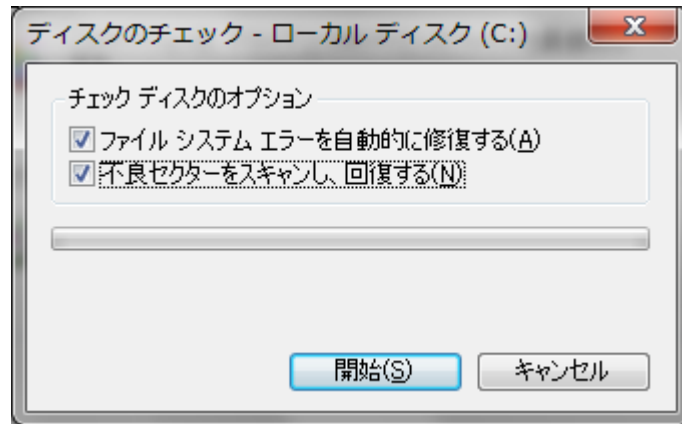 ディスクのチェック - ローカル ディスク (C:)
チェック ディスクのオプション
ファイル システム エラーを自動的に修復する(A)
不良セクターをスキャンし、回復する(N)
開始(S)
キャンセル